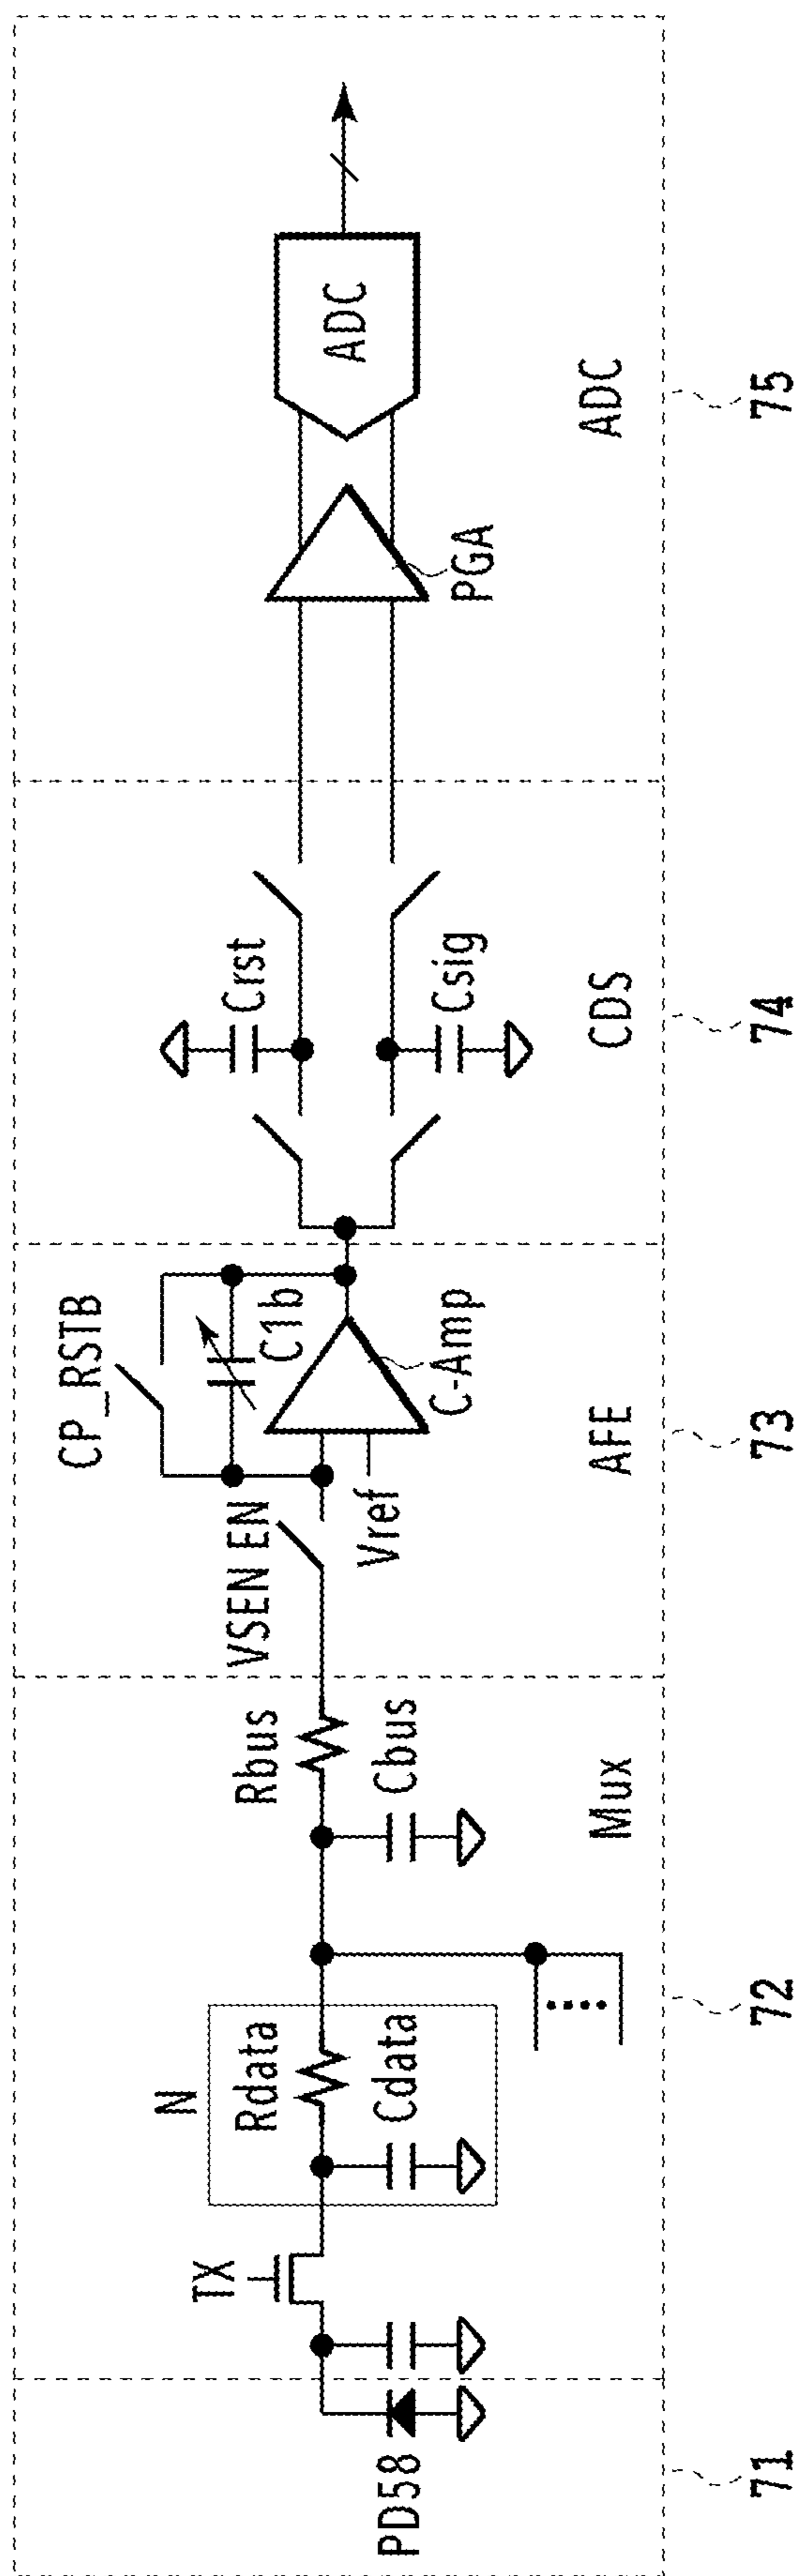 PD58
71
TX
N
Rdata
Cdata
Rbus
Cbus
Mux
72
VSEN EN
CP_RSTB
C1b
Vref
C-Amp
AFE
73
Crst
Csig
CDS
74
PGA
ADC
ADC
75